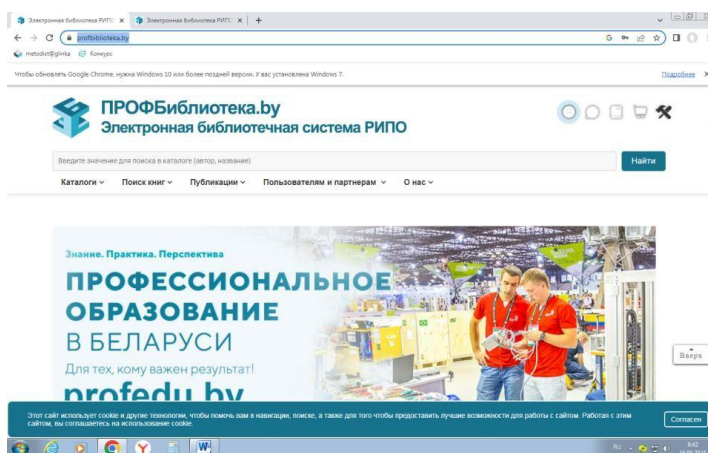 Электронная библиотека РИПО
Электронная библиотека РИПО
profbiblioteka.by
metodist@glinka
Конкурс
Чтобы обновлять Google Chrome, нужна Windows 10 или более поздней версии. У вас установлена Windows 7.
Подробнее
ПРОФБиблиотека.by
Электронная библиотечная система РИПО
Введите значение для поиска в каталоге (автор, название)
Найти
Каталоги
Поиск книг
Публикации
Пользователям и партнерам
О нас
Знание. Практика. Перспектива
ПРОФЕССИОНАЛЬНОЕ
ОБРАЗОВАНИЕ
В БЕЛАРУСИ
Для тех, кому важен результат!
profedu.by
Вверх
Этот сайт использует cookie и другие технологии, чтобы помочь вам в навигации, поиске, а также для того чтобы предоставить лучшие возможности для работы с сайтом. Работая с этим
сайтом, вы соглашаетесь на использование cookie.
Согласен
RU
8:42